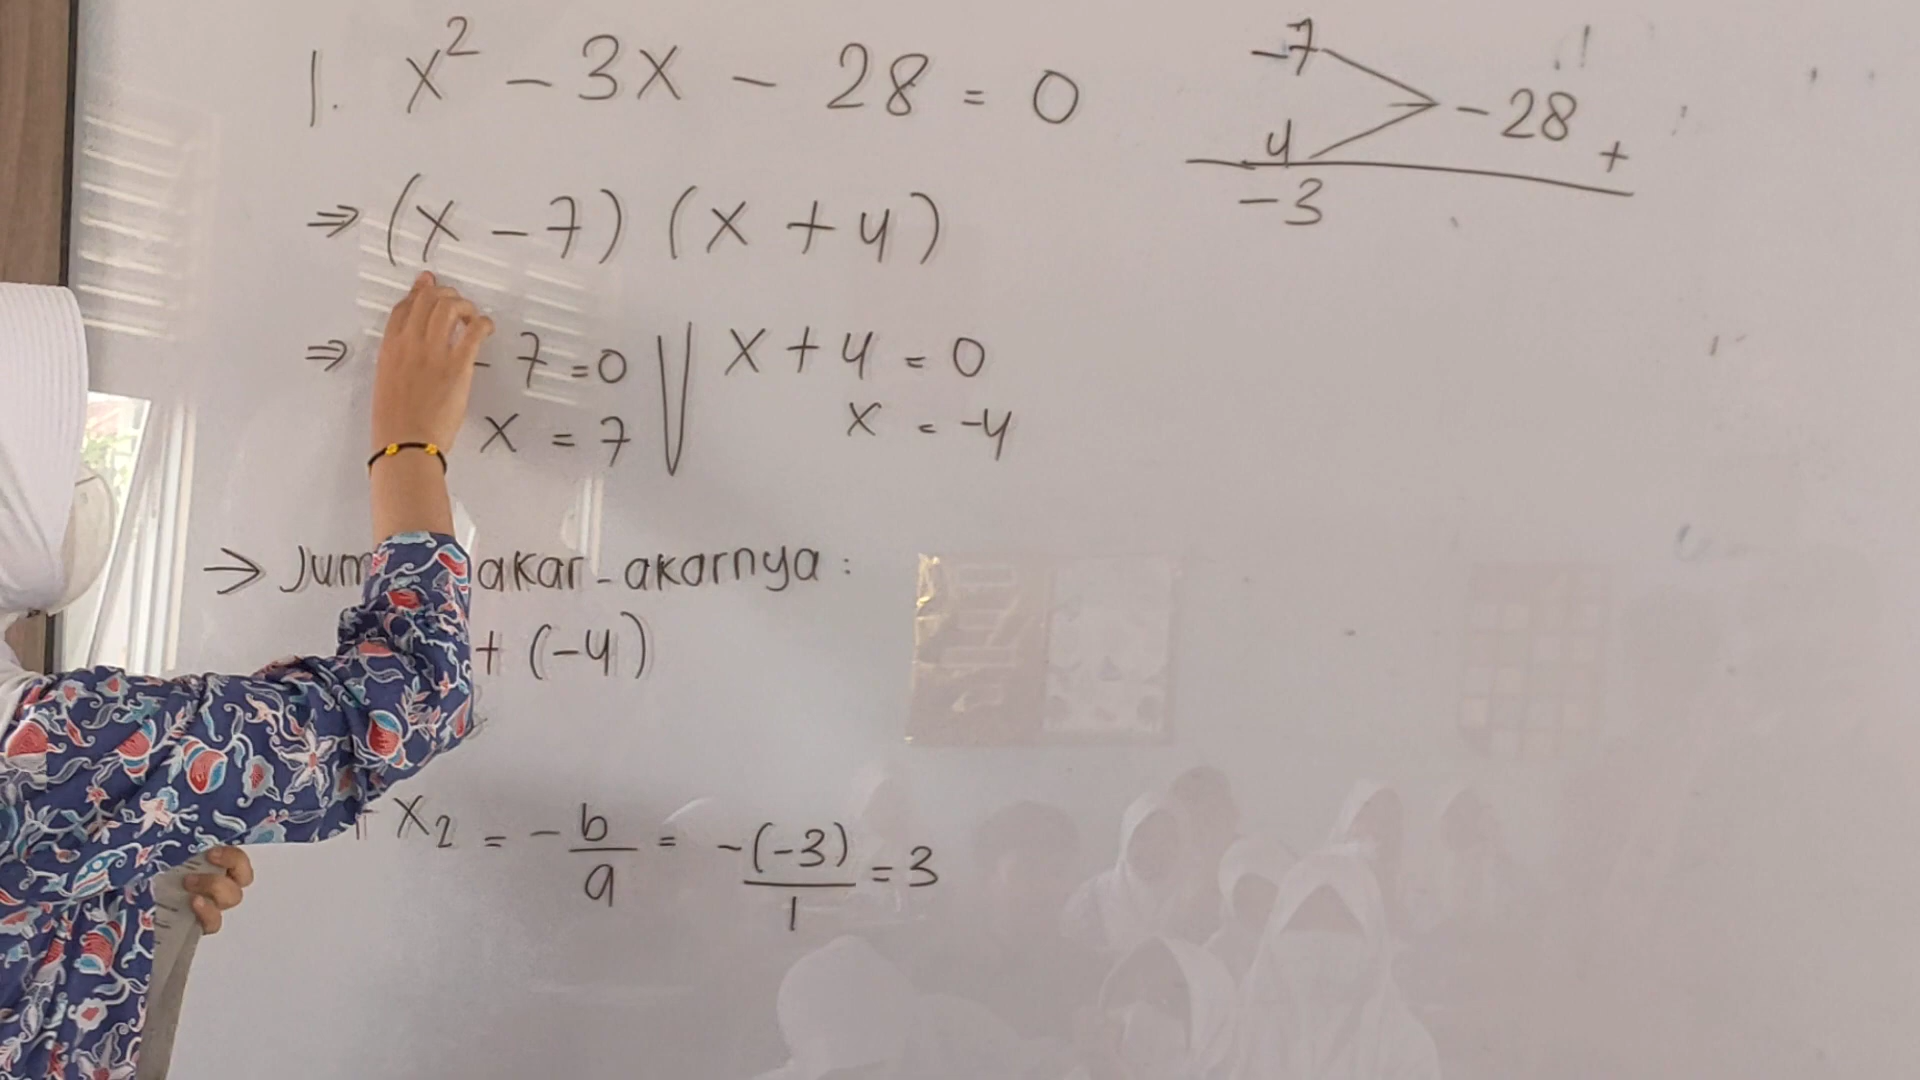 1. x² - 3x - 28 = 0
⇒ (x - 7) (x + 4)
⇒ - 7 = 0 V x + 4 = 0
x = 7 x = -4
→ akar-akarnya :
+ (-4)
x₂ = - b/a = -(-3)/1 = 3
-7
4 > -28 +
-3